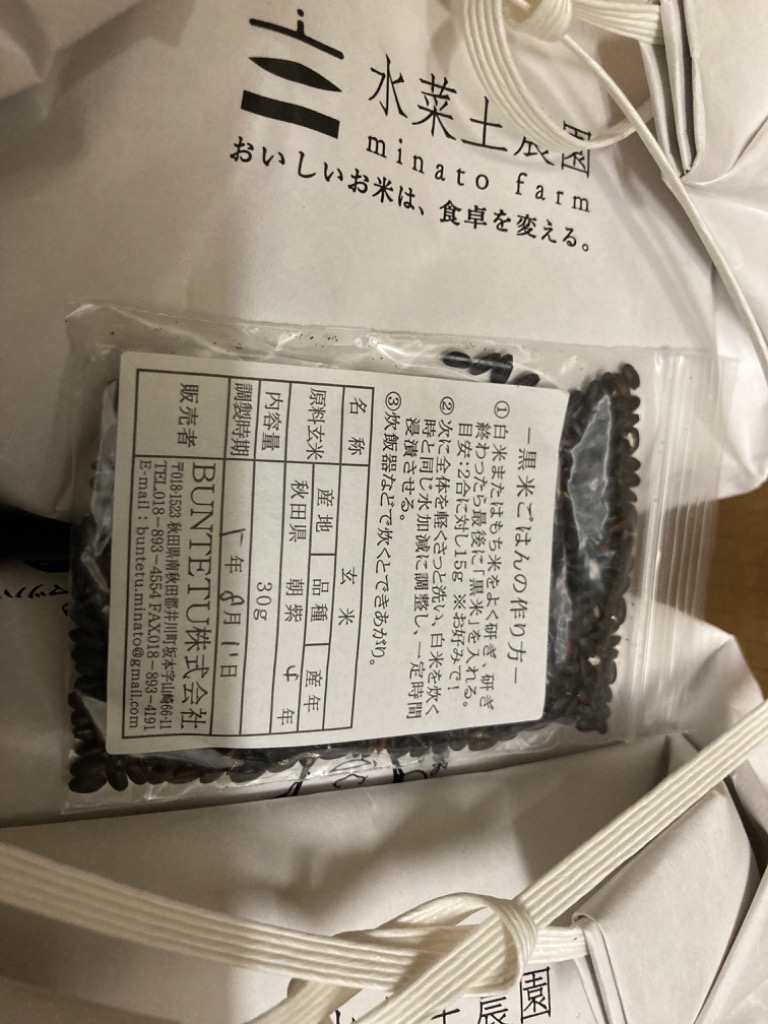 水菜土農園
minato farm
おいしいお米は、食卓を変える。
－黒米ごはんの作り方－
①白米またはもち米をよく研ぎ、研ぎ
終わったら最後に「黒米」を入れる。
目安:2合に対し15g ※お好みで!
②次に全体を軽くさっと洗い、白米を炊く
時と同じ水加減に調整し、一定時間
浸漬させる。
③炊飯器などで炊くとできあがり。
名称 玄米
原料玄米 産地 品種 産年
秋田県 朝紫 4年
内容量 30g
調製時期 5年 8月 11日
販売者 BUNTETU株式会社
〒018-1523 秋田県南秋田郡井川町坂本字山崎66-11
TEL018-893-4554 FAX018-893-4191
E-mail:buntetu.minato@gmail.com